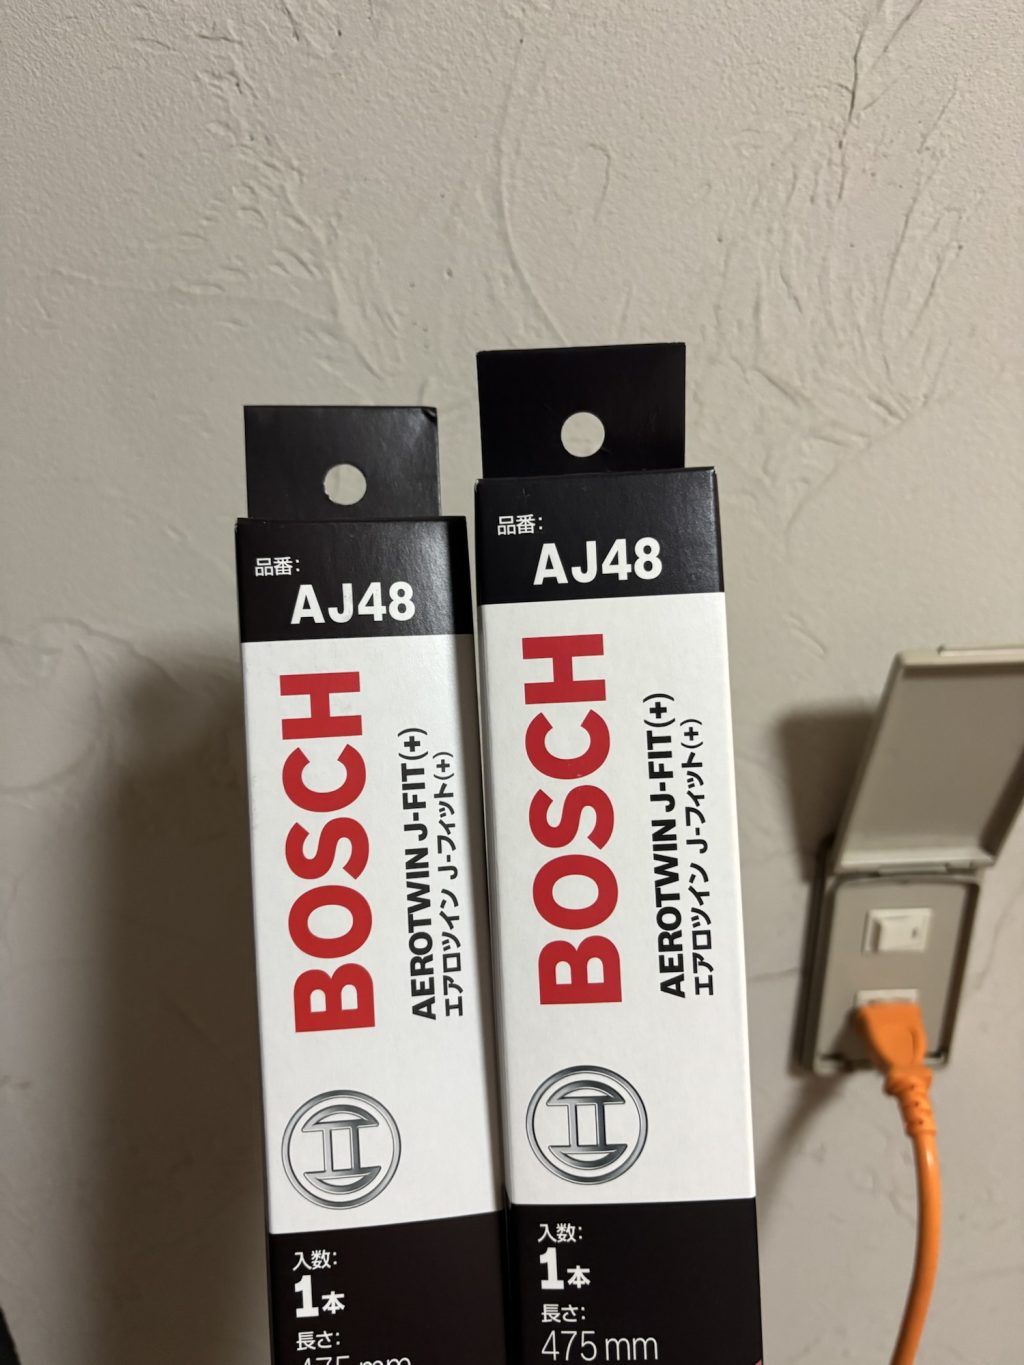 品番:
AJ48
BOSCH
AEROTWIN J-FIT(+)
エアロツイン J-フィット(+)
入数:
1本
長さ:
475mm
品番:
AJ48
BOSCH
AEROTWIN J-FIT(+)
エアロツイン J-フィット(+)
入数:
1本
長さ:
475mm